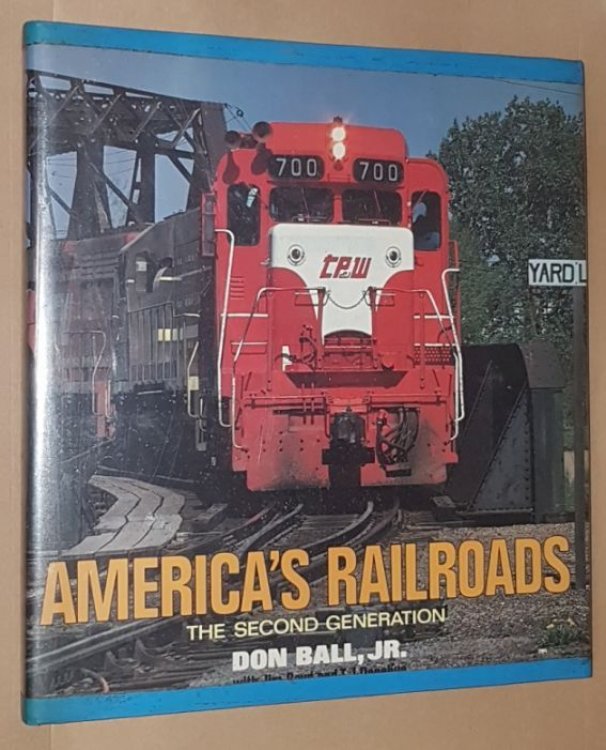 700 700
TP&W
YARD L
AMERICA'S RAILROADS
THE SECOND GENERATION
DON BALL, JR.